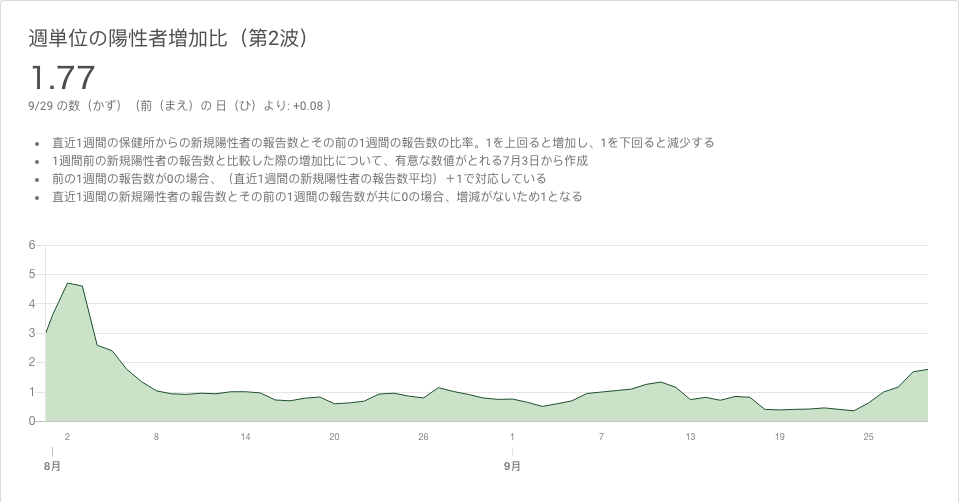 週単位の陽性者増加比（第2波）
1.77
9/29 の数（かず）（前（まえ）の 日（ひ）より: +0.08 ）
• 直近1週間の保健所からの新規陽性者の報告数とその前の1週間の報告数の比率。1を上回ると増加し、1を下回ると減少する
• 1週間前の新規陽性者の報告数と比較した際の増加比について、有意な数値がとれる7月3日から作成
• 前の1週間の報告数が0の場合、（直近1週間の新規陽性者の報告数平均）＋1で対応している
• 直近1週間の新規陽性者の報告数とその前の1週間の報告数が共に0の場合、増減がないため1となる
6
5
4
3
2
1
0
2 8 14 20 26 1 7 13 19 25
8月 9月